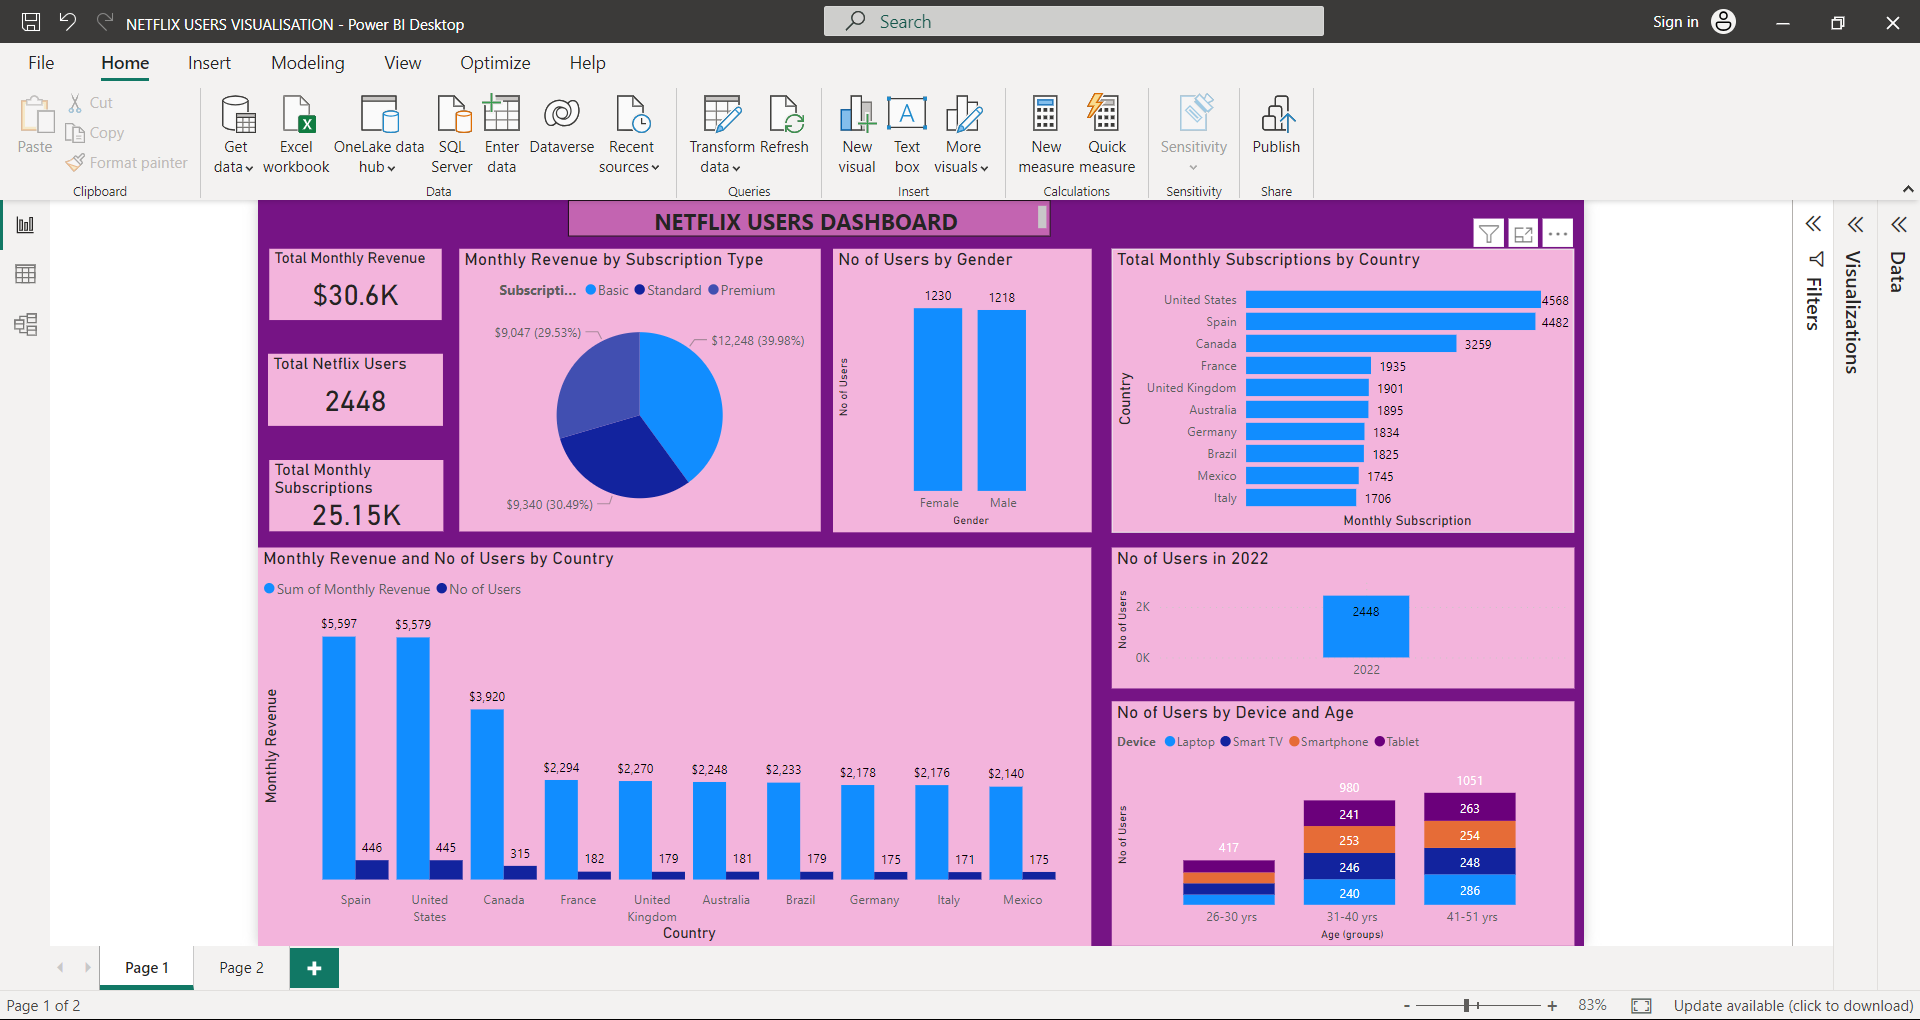 NETFLIX USERS VISUALISATION - Power BI Desktop
Search
Sign in
File Home Insert Modeling View Optimize Help
Paste
Cut
Copy
Format painter
Clipboard
Get data
Excel workbook
OneLake data hub
SQL Server
Enter data
Dataverse
Recent sources
Data
Transform data
Refresh
Queries
New visual
A
Text box
More visuals
Insert
New measure
Quick measure
Calculations
Sensitivity
Sensitivity
Publish
Share
NETFLIX USERS DASHBOARD
Total Monthly Revenue
$30.6K
Total Netflix Users
2448
Total Monthly
Subscriptions
25.15K
Monthly Revenue by Subscription Type
Subscripti... Basic Standard Premium
$9,047 (29.53%)
$12,248 (39.98%)
$9,340 (30.49%)
No of Users by Gender
No of Users
1230 1218
Female Male
Gender
Total Monthly Subscriptions by Country
Country
United States 4568
Spain 4482
Canada 3259
France 1935
United Kingdom 1901
Australia 1895
Germany 1834
Brazil 1825
Mexico 1745
Italy 1706
Monthly Subscription
Monthly Revenue and No of Users by Country
Sum of Monthly Revenue No of Users
Monthly Revenue
$5,597 $5,579 $3,920 $2,294 $2,270 $2,248 $2,233 $2,178 $2,176 $2,140
446 445 315 182 179 181 179 175 171 175
Spain United States Canada France United Kingdom Australia Brazil Germany Italy Mexico
Country
No of Users in 2022
No of Users
2K
0K
2448
2022
No of Users by Device and Age
Device Laptop Smart TV Smartphone Tablet
No of Users
417 980 1051
241 263
253 254
246 248
240 286
26-30 yrs 31-40 yrs 41-51 yrs
Age (groups)
Filters
Visualizations
Data
Page 1 Page 2
Page 1 of 2
- + 83%
Update available (click to download)